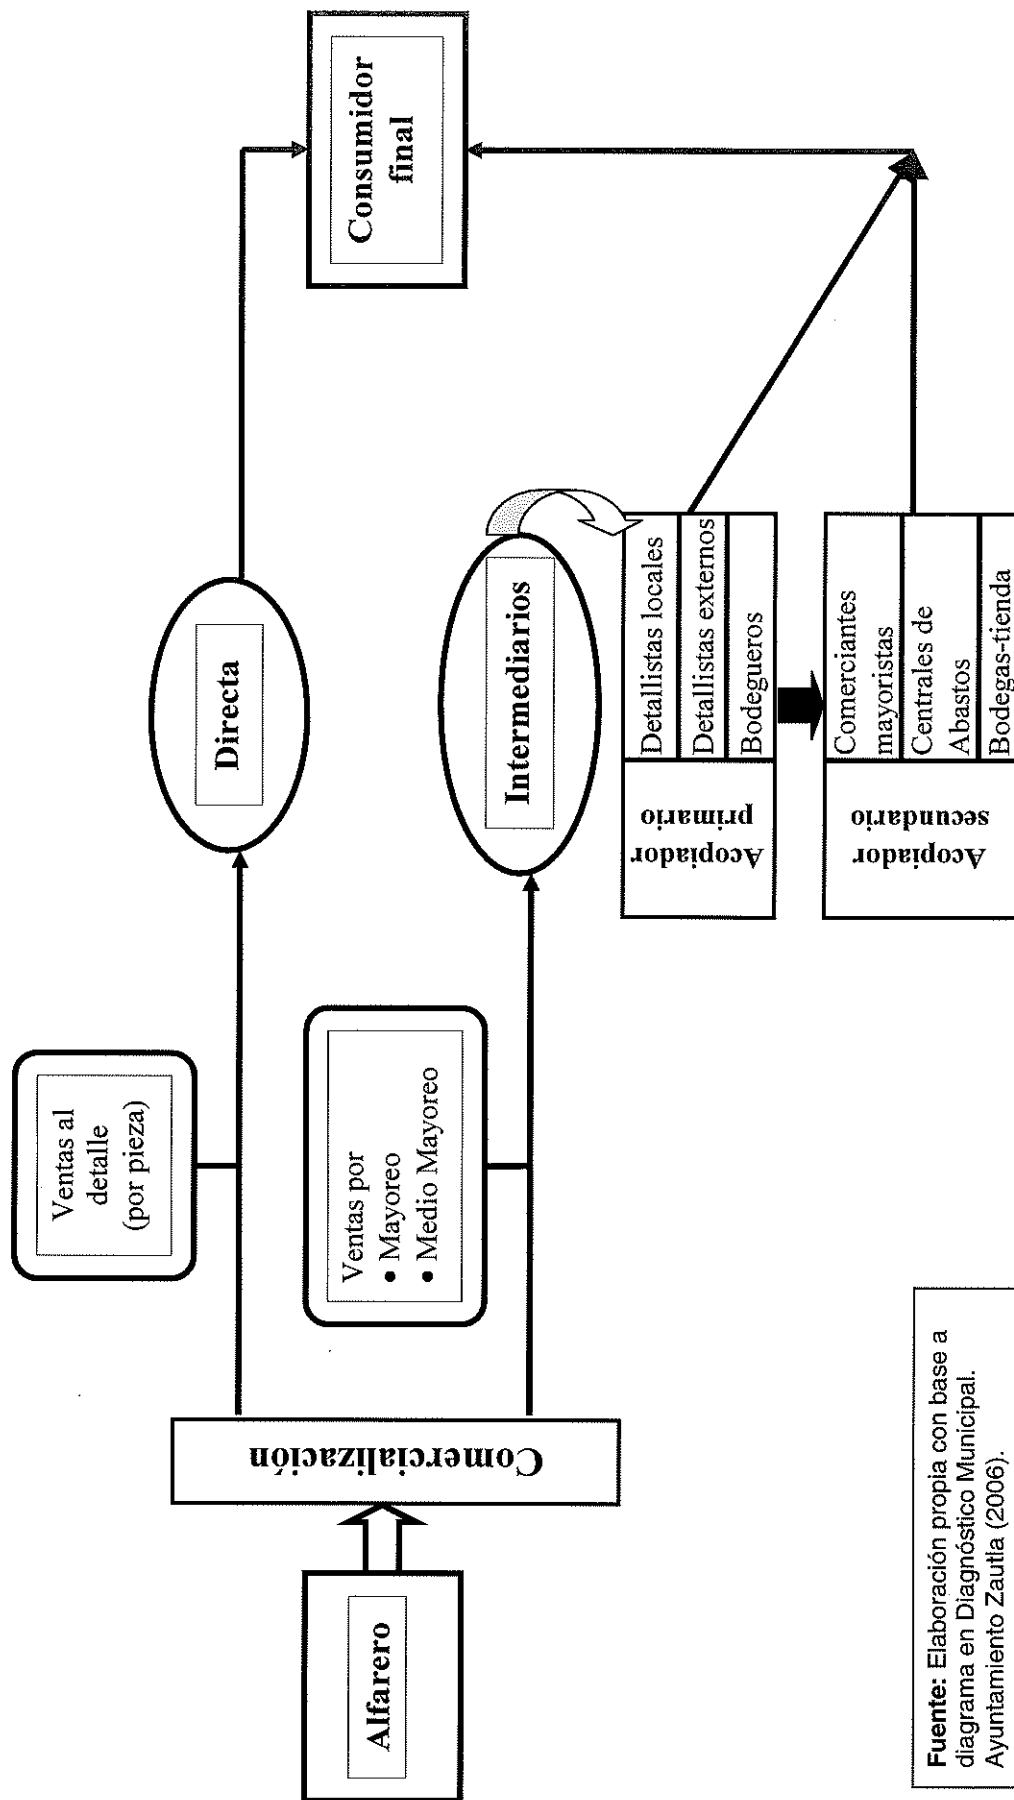 Alfarero
Comercialización
Ventas al
detalle
(por pieza)
Directa
Consumidor
final
Ventas por
• Mayoreo
• Medio Mayoreo
Intermediarios
Acopiador
primario
Detallistas locales
Detallistas externos
Bodegueros
Acopiador
secundario
Comerciantes
mayoristas
Centrales de
Abastos
Bodegas-tienda
Fuente: Elaboración propia con base a
diagrama en Diagnóstico Municipal.
Ayuntamiento Zautla (2006).